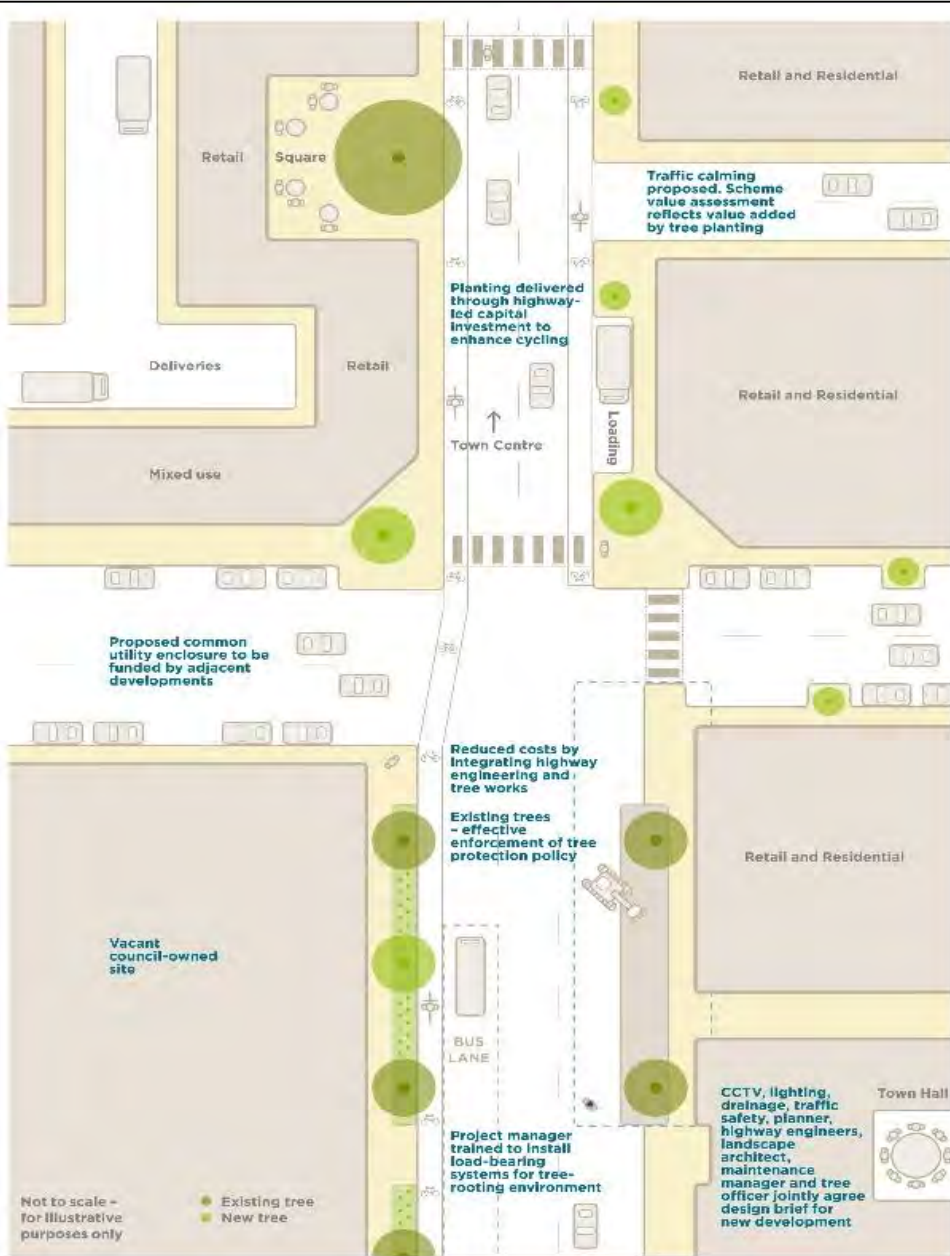 Retail and Residential
Retail
Square
Traffic calming
proposed. Scheme
value assessment
reflects value added
by tree planting
Planting delivered
through highway-
led capital
investment to
enhance cycling
Deliveries
Retail
Retail and Residential
Loading
Town Centre
Mixed use
Proposed common
utility enclosure to be
funded by adjacent
developments
Reduced costs by
integrating highway
engineering and
tree works
Existing trees
– effective
enforcement of tree
protection policy
Retail and Residential
Vacant
council-owned
site
BUS
LANE
CCTV, lighting,
drainage, traffic
safety, planner,
highway engineers,
landscape
architect,
maintenance
manager and tree
officer jointly agree
design brief for
new development
Town Hall
Project manager
trained to install
load-bearing
systems for tree-
rooting environment
Not to scale –
for illustrative
purposes only
Existing tree
New tree